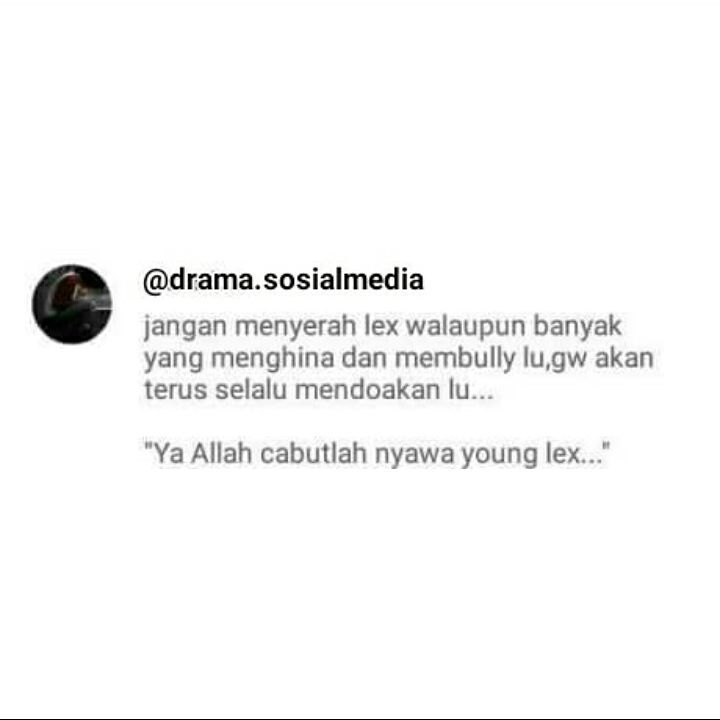 @drama.sosialmedia
jangan menyerah lex walaupun banyak
yang menghina dan membully lu,gw akan
terus selalu mendoakan lu...
"Ya Allah cabutlah nyawa young lex..."